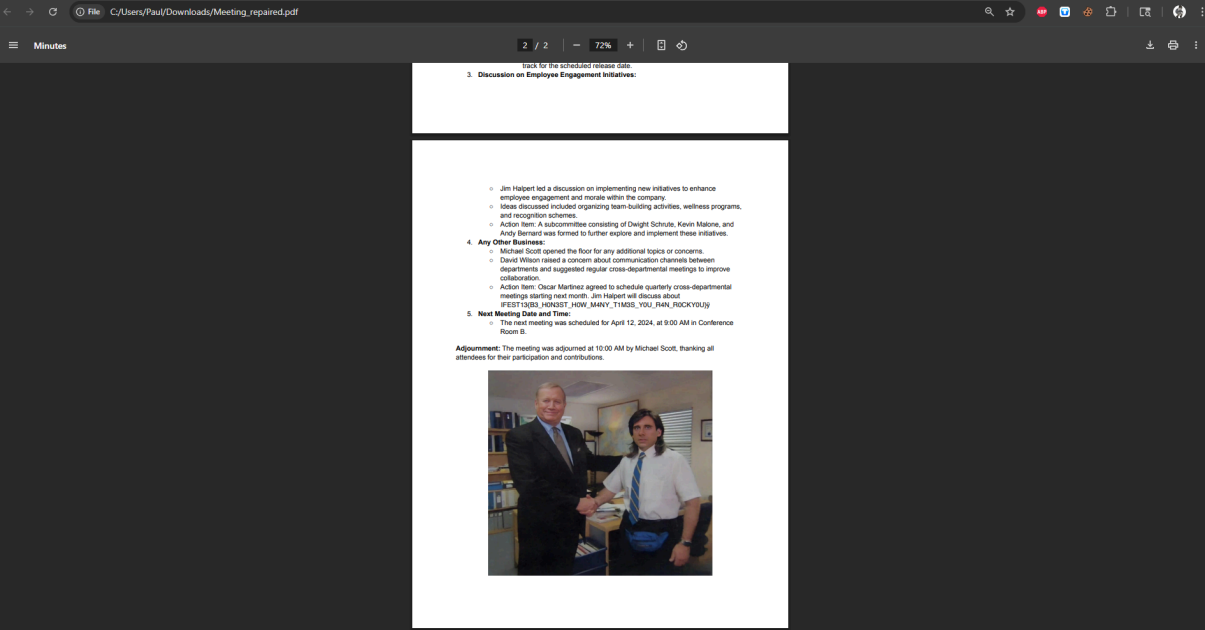 File
C:/Users/Paul/Downloads/Meeting_repaired.pdf
ABP
Minutes
2 / 2
72%
track for the scheduled release date.
3. Discussion on Employee Engagement Initiatives:
○ Jim Halpert led a discussion on implementing new initiatives to enhance
employee engagement and morale within the company.
○ Ideas discussed included organizing team-building activities, wellness programs,
and recognition schemes.
○ Action Item: A subcommittee consisting of Dwight Schrute, Kevin Malone, and
Andy Bernard was formed to further explore and implement these initiatives.
4. Any Other Business:
○ Michael Scott opened the floor for any additional topics or concerns.
○ David Wilson raised a concern about communication channels between
departments and suggested regular cross-departmental meetings to improve
collaboration.
○ Action Item: Oscar Martinez agreed to schedule quarterly cross-departmental
meetings starting next month. Jim Halpert will discuss about
IFEST13{B3_H0N3ST_H0W_M4NY_T1M3S_Y0U_R4N_R0CKY0U}ÿ
5. Next Meeting Date and Time:
○ The next meeting was scheduled for April 12, 2024, at 9:00 AM in Conference
Room B.
Adjournment: The meeting was adjourned at 10:00 AM by Michael Scott, thanking all
attendees for their participation and contributions.